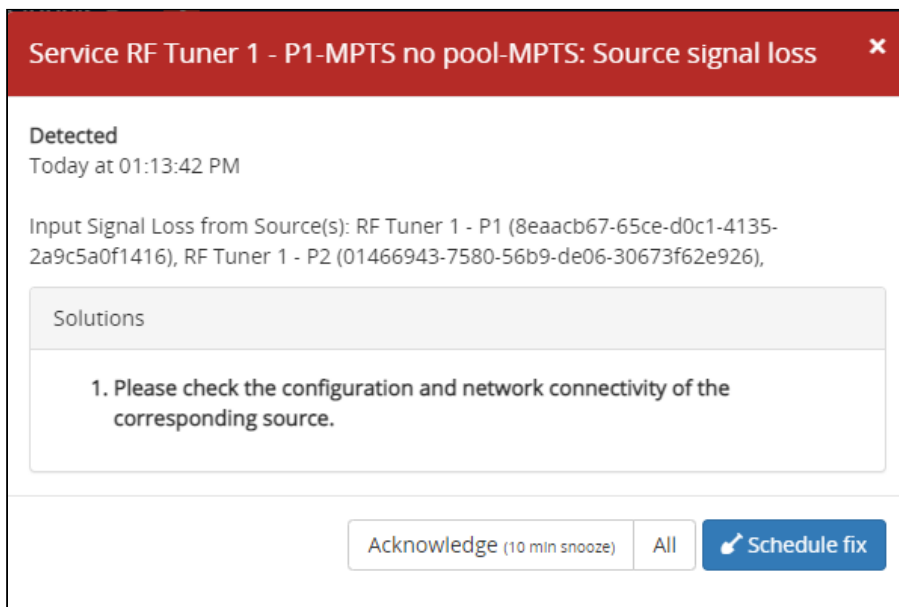 Service RF Tuner 1 - P1-MPTS no pool-MPTS: Source signal loss ×
Detected
Today at 01:13:42 PM
Input Signal Loss from Source(s): RF Tuner 1 - P1 (8eaacb67-65ce-d0c1-4135-
2a9c5a0f1416), RF Tuner 1 - P2 (01466943-7580-56b9-de06-30673f62e926),
Solutions
1. Please check the configuration and network connectivity of the
corresponding source.
Acknowledge (10 min snooze) All Schedule fix